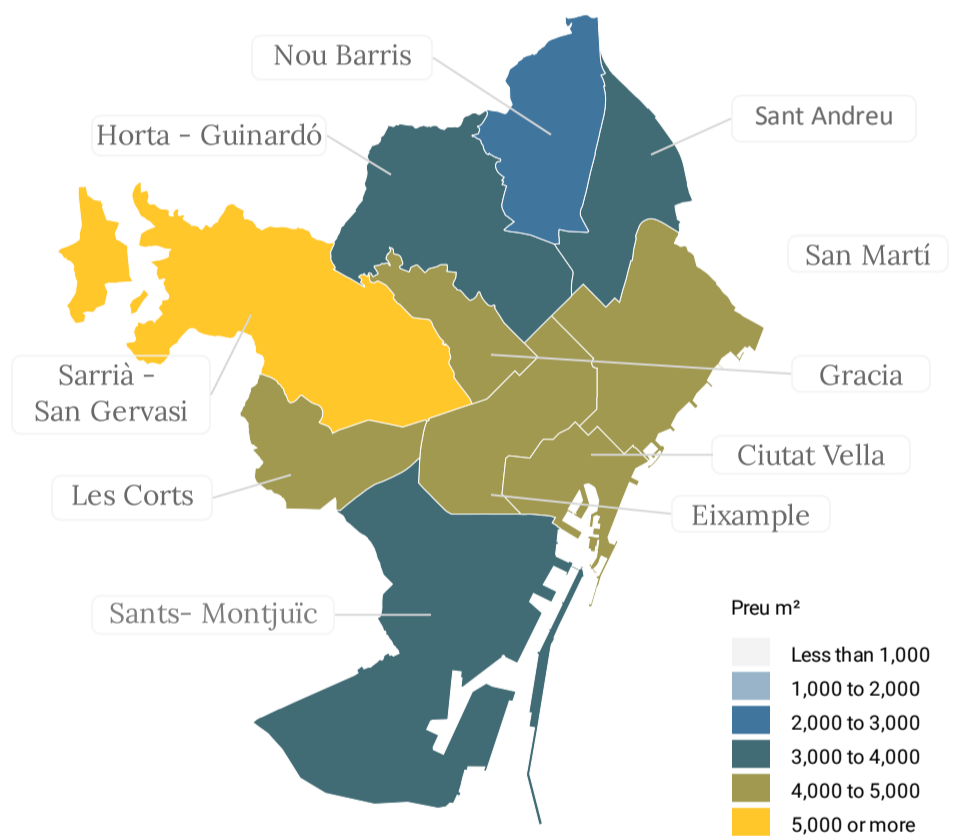 Nou Barris
Sant Andreu
Horta - Guinardó
San Martí
Sarrià -
San Gervasi
Gracia
Ciutat Vella
Les Corts
Eixample
Sants- Montjuïc
Preu m²
Less than 1,000
1,000 to 2,000
2,000 to 3,000
3,000 to 4,000
4,000 to 5,000
5,000 or more